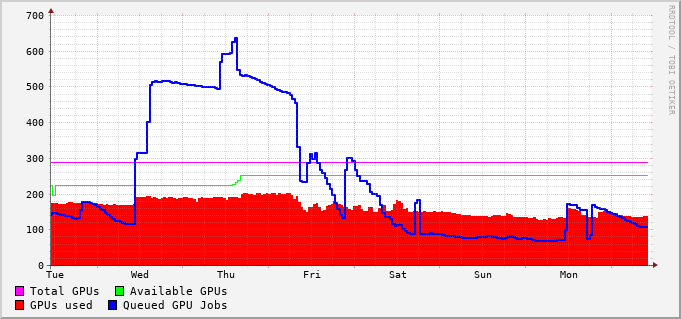 700
600
500
400
300
200
100
0
Tue Wed Thu Fri Sat Sun Mon
Total GPUs Available GPUs
GPUs used Queued GPU Jobs
RRDTOOL / TOBI OETIKER